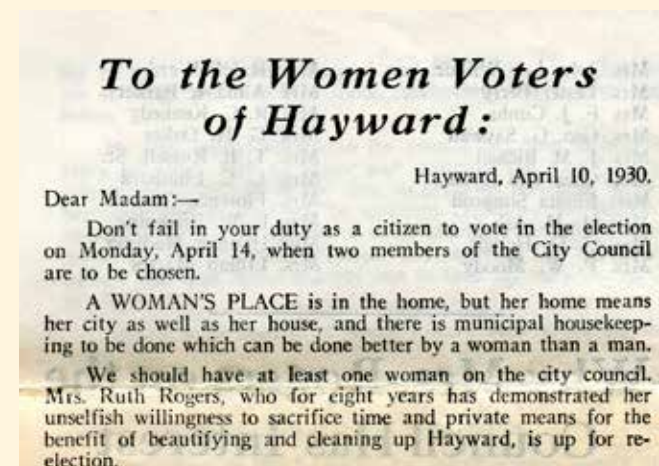 To the Women Voters
of Hayward:
Hayward, April 10, 1930.
Dear Madam:—
Don't fail in your duty as a citizen to vote in the election
on Monday, April 14, when two members of the City Council
are to be chosen.
A WOMAN'S PLACE is in the home, but her home means
her city as well as her house, and there is municipal housekeep-
ing to be done which can be done better by a woman than a man.
We should have at least one woman on the city council.
Mrs. Ruth Rogers, who for eight years has demonstrated her
unselfish willingness to sacrifice time and private means for the
benefit of beautifying and cleaning up Hayward, is up for re-
election.